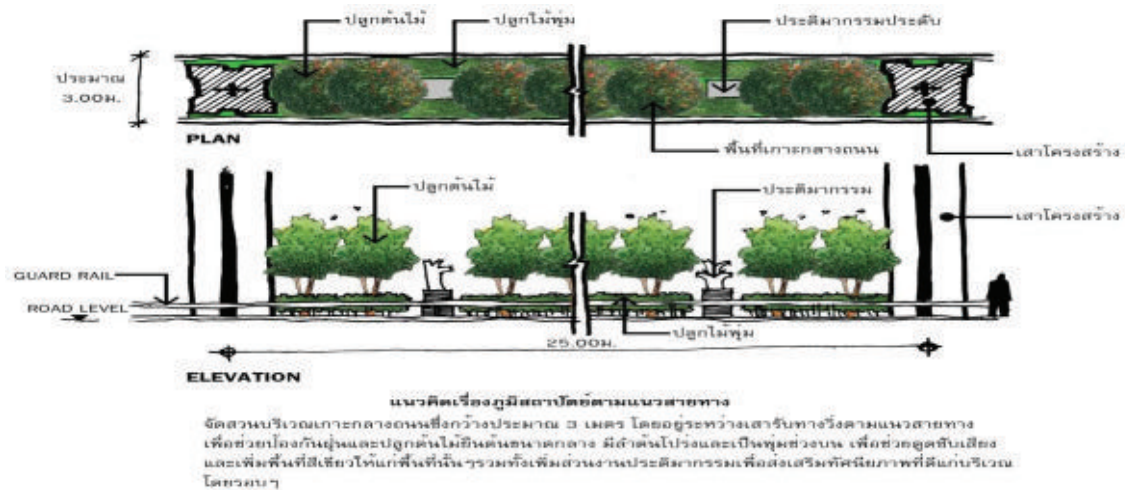 ปลูกต้นไม้
ปลูกไม้พุ่ม
ประติมากรรมประดับ
ประมาณ
3.00ม.
PLAN
พื้นที่เกาะกลางถนน
เสาโครงสร้าง
ปลูกต้นไม้
ประติมากรรม
เสาโครงสร้าง
GUARD RAIL
ROAD LEVEL
ปลูกไม้พุ่ม
25.00ม.
ELEVATION
แนวคิดเรื่องภูมิสถาปัตย์ตามแนวสายทาง
จัดสวนบริเวณเกาะกลางถนนซึ่งกว้างประมาณ 3 เมตร โดยอยู่ระหว่างเสารับทางวิ่งตามแนวสายทาง
เพื่อช่วยป้องกันฝุ่นและปลูกต้นไม้ยืนต้นขนาดกลาง มีลำต้นโปร่งและเป็นพุ่มช่วงบน เพื่อช่วยดูดซับเสียง
และเพิ่มพื้นที่สีเขียวให้แก่พื้นที่นั้นๆรวมทั้งเพิ่มส่วนงานประติมากรรมเพื่อส่งเสริมทัศนียภาพที่ดีแก่บริเวณ
โดยรอบๆ